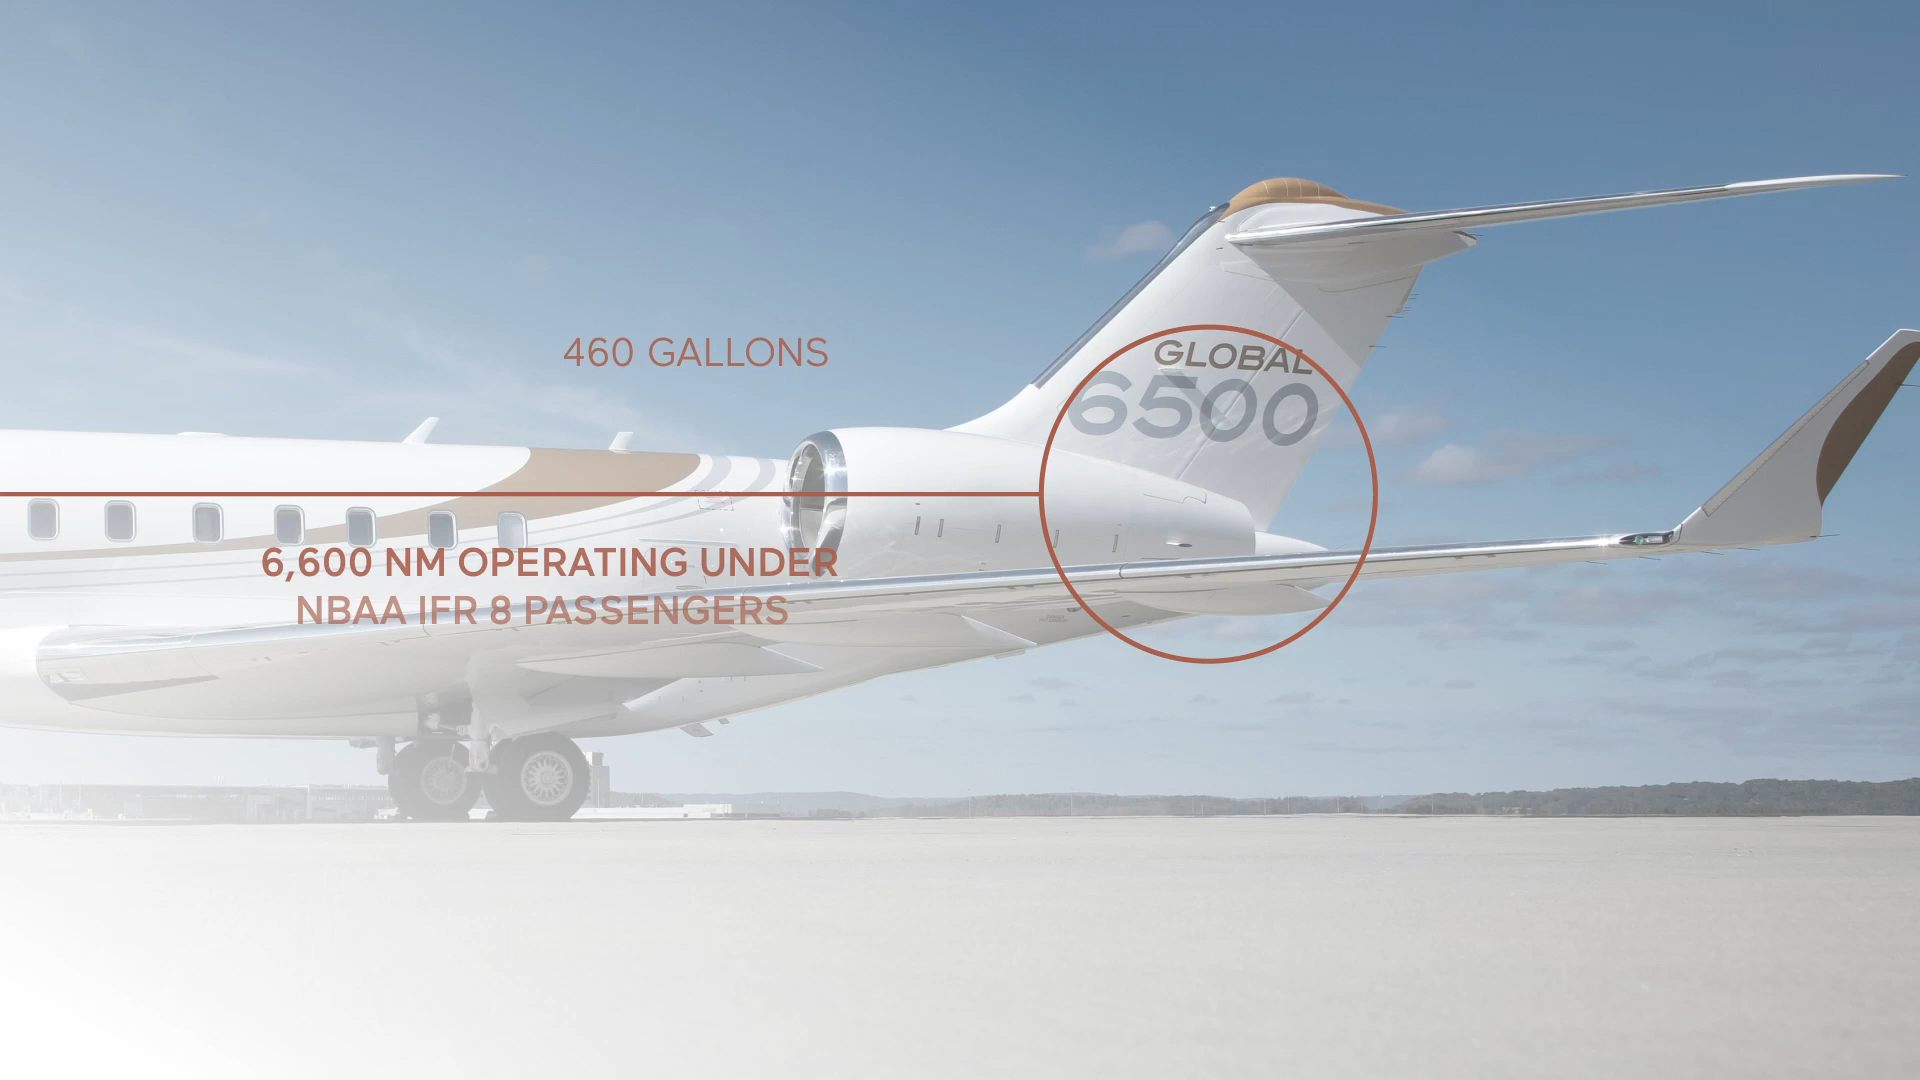 460 GALLONS
GLOBAL
6500
6,600 NM OPERATING UNDER
NBAA IFR 8 PASSENGERS